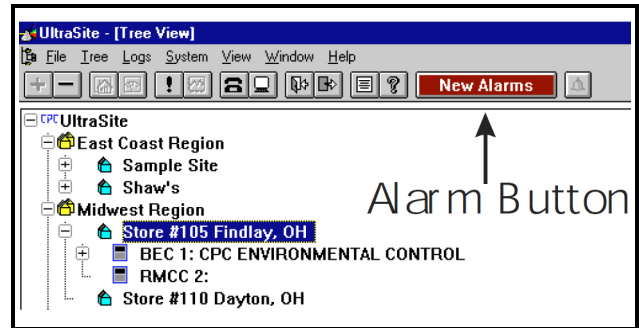 UltraSite - [Tree View]
File Tree Logs System View Window Help
+ − ! ? New Alarms
CPC UltraSite
East Coast Region
Sample Site
Shaw's
Alarm Button
Midwest Region
Store #105 Findlay, OH
BEC 1: CPC ENVIRONMENTAL CONTROL
RMCC 2:
Store #110 Dayton, OH